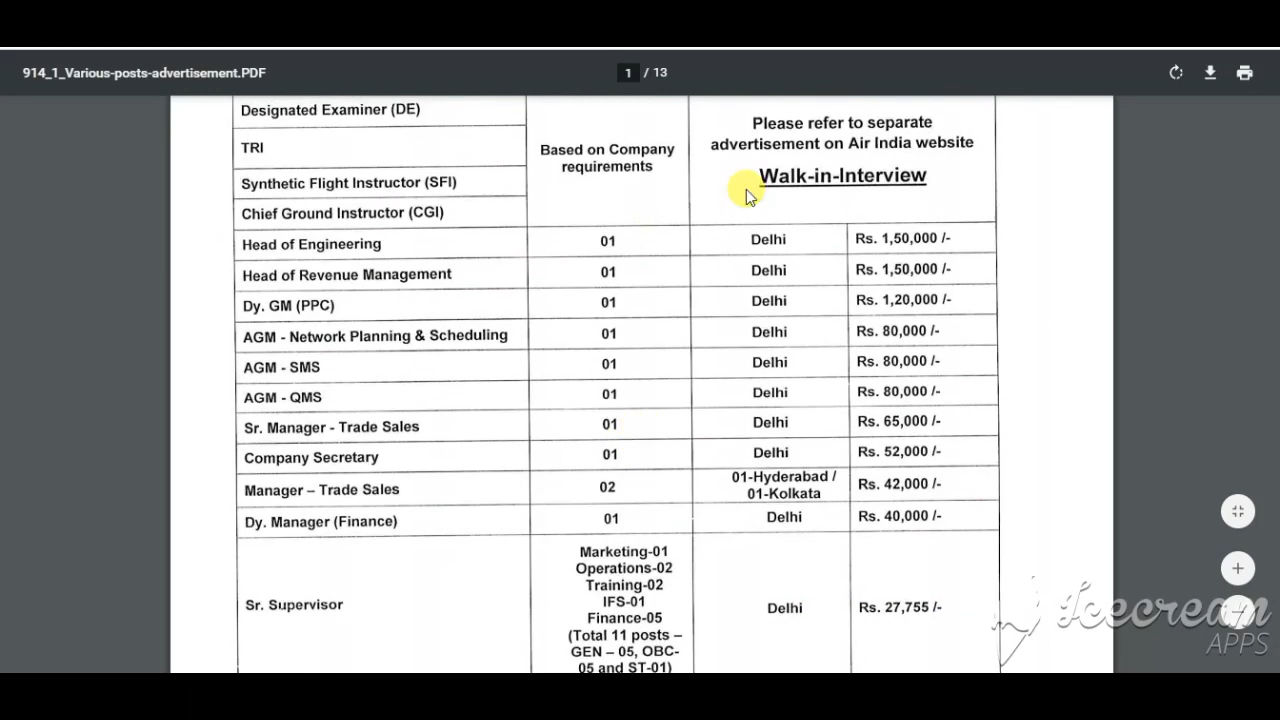 914_1_Various-posts-advertisement.PDF
1 / 13
Designated Examiner (DE)
TRI
Synthetic Flight Instructor (SFI)
Chief Ground Instructor (CGI)
Based on Company
requirements
Please refer to separate
advertisement on Air India website
Walk-in-Interview
Head of Engineering 01 Delhi Rs. 1,50,000 /-
Head of Revenue Management 01 Delhi Rs. 1,50,000 /-
Dy. GM (PPC) 01 Delhi Rs. 1,20,000 /-
AGM - Network Planning & Scheduling 01 Delhi Rs. 80,000 /-
AGM - SMS 01 Delhi Rs. 80,000 /-
AGM - QMS 01 Delhi Rs. 80,000 /-
Sr. Manager - Trade Sales 01 Delhi Rs. 65,000 /-
Company Secretary 01 Delhi Rs. 52,000 /-
Manager – Trade Sales 02 01-Hyderabad /
01-Kolkata Rs. 42,000 /-
Dy. Manager (Finance) 01 Delhi Rs. 40,000 /-
Sr. Supervisor
Marketing-01
Operations-02
Training-02
IFS-01
Finance-05
(Total 11 posts –
GEN – 05, OBC-
05 and ST-01)
Delhi Rs. 27,755 /-
Icecream
APPS